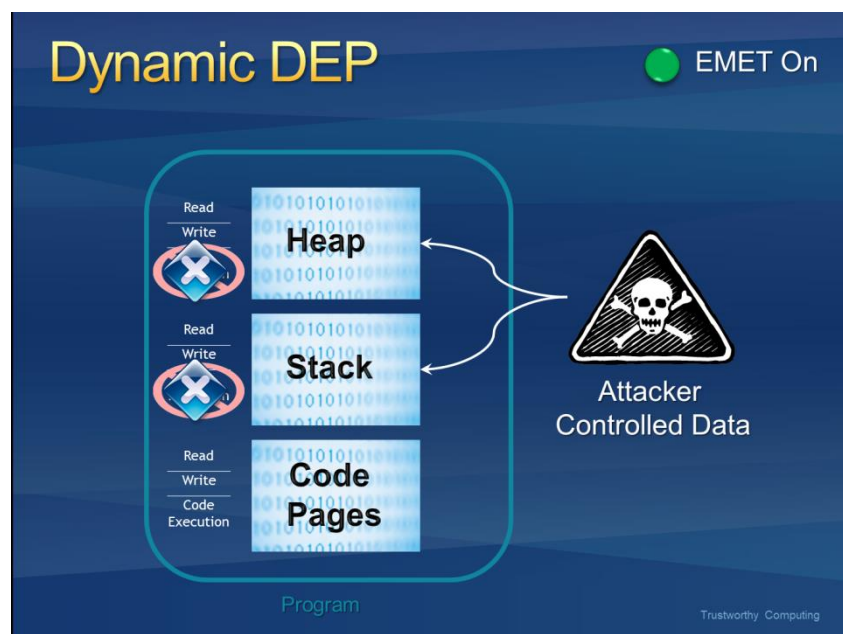 Dynamic DEP
EMET On
Read
Write
Heap
Read
Write
Stack
Read
Write
Code
Execution
Code
Pages
Attacker
Controlled Data
Program
Trustworthy Computing